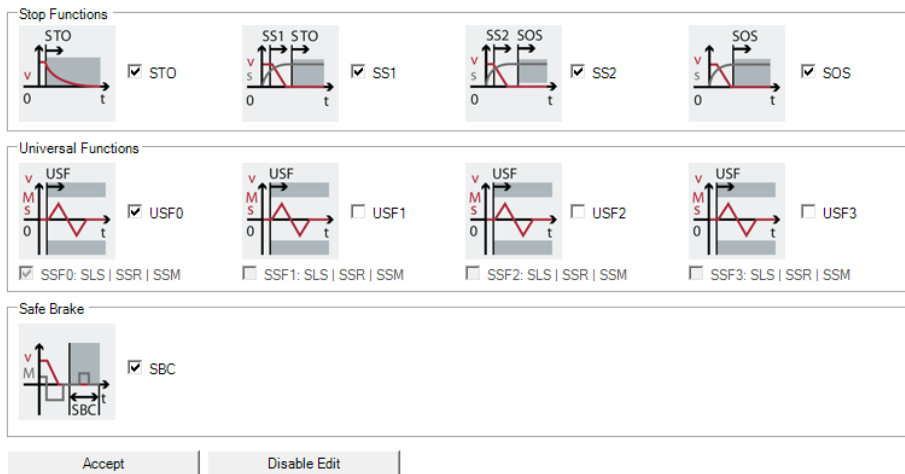 Stop Functions
STO
v
0
t
STO
SS1 STO
v
s
0
t
SS1
SS2 SOS
v
s
0
t
SS2
SOS
v
s
0
t
SOS
Universal Functions
USF
v
M
s
0
t
USF0
USF
v
M
s
0
t
USF1
USF
v
M
s
0
t
USF2
USF
v
M
s
0
t
USF3
SSF0: SLS | SSR | SSM
SSF1: SLS | SSR | SSM
SSF2: SLS | SSR | SSM
SSF3: SLS | SSR | SSM
Safe Brake
v
M
t
SBC
SBC
Accept
Disable Edit